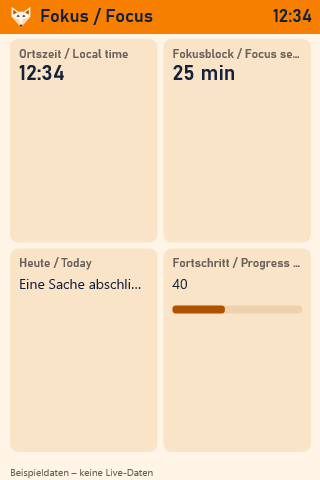 Fokus / Focus
12:34
Ortszeit / Local time
12:34
Fokusblock / Focus se…
25 min
Heute / Today
Eine Sache abschli…
Fortschritt / Progress …
40
Beispieldaten – keine Live-Daten